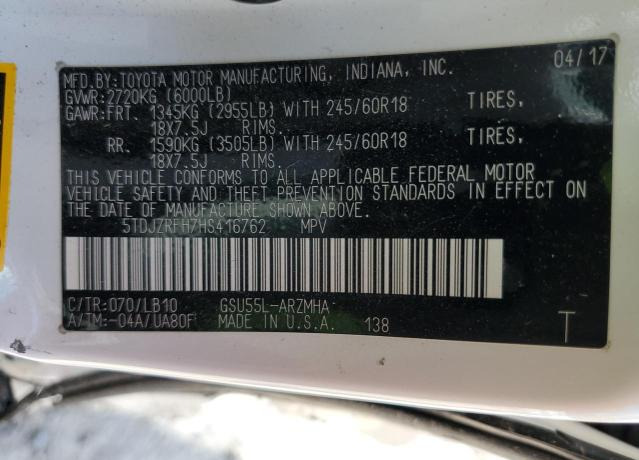 MFD.BY:TOYOTA MOTOR MANUFACTURING, INDIANA, INC. 04/17
GVWR:2720KG (6000LB)
GAWR:FRT. 1345KG (2955LB) WITH 245/60R18 TIRES,
18X7.5J RIMS.
RR. 1590KG (3505LB) WITH 245/60R18 TIRES,
18X7.5J RIMS.
THIS VEHICLE CONFORMS TO ALL APPLICABLE FEDERAL MOTOR
VEHICLE SAFETY AND THEFT PREVENTION STANDARDS IN EFFECT ON
THE DATE OF MANUFACTURE SHOWN ABOVE.
5TDJZRFH7HS416762 MPV
C/TR:070/LB10 GSU55L-ARZMHA
A/TM:-04A/UA80F MADE IN U.S.A. 138 T